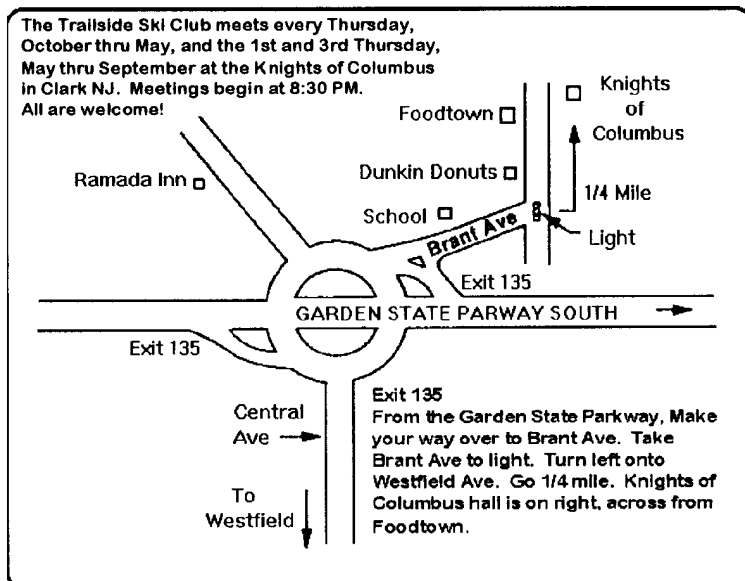 The Trailside Ski Club meets every Thursday,
October thru May, and the 1st and 3rd Thursday,
May thru September at the Knights of Columbus
in Clark NJ. Meetings begin at 8:30 PM.
All are welcome!
Knights
of
Columbus
Foodtown
Ramada Inn
Dunkin Donuts
1/4 Mile
School
Brant Ave
Light
Exit 135
GARDEN STATE PARWAY SOUTH
Exit 135
Central
Ave
To
Westfield
Exit 135
From the Garden State Parkway, Make
your way over to Brant Ave. Take
Brant Ave to light. Turn left onto
Westfield Ave. Go 1/4 mile. Knights of
Columbus hall is on right, across from
Foodtown.